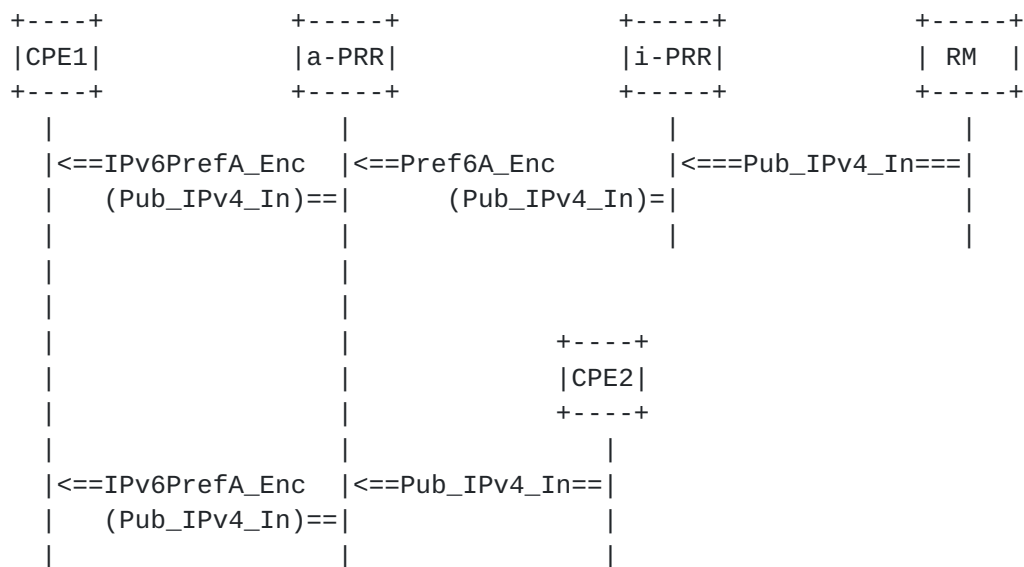 +----+          +-----+            +-----+          +-----+
|CPE1|          |a-PRR|            |i-PRR|          | RM  |
+----+          +-----+            +-----+          +-----+
  |                |                  |                |
  |<==IPv6PrefA_Enc  |<==Pref6A_Enc      |<===Pub_IPv4_In===|
  |   (Pub_IPv4_In)==|      (Pub_IPv4_In)=|                |
  |                |                  |                |
  |                |
  |                |
  |                |            +----+
  |                |            |CPE2|
  |                |            +----+
  |                |               |
  |<==IPv6PrefA_Enc  |<==Pub_IPv4_In==|
  |   (Pub_IPv4_In)==|               |
  |                |               |